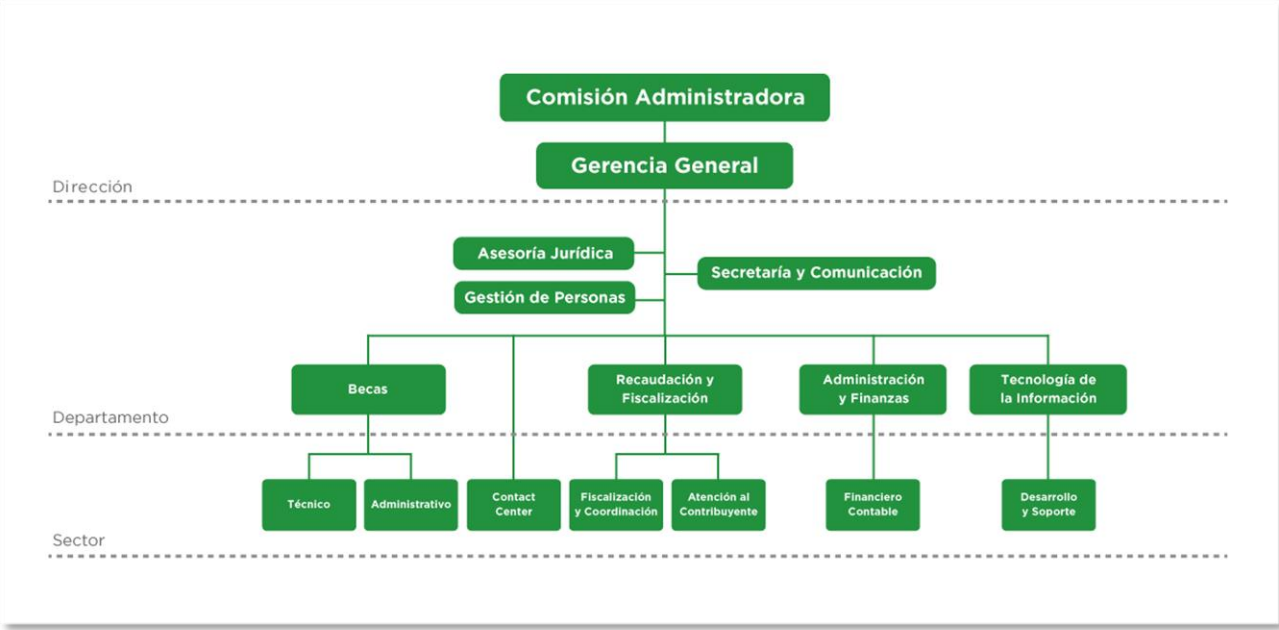 Comisión Administradora
Gerencia General
Dirección
Asesoría Jurídica
Secretaría y Comunicación
Gestión de Personas
Becas
Recaudación y
Fiscalización
Administración
y Finanzas
Tecnología de
la Información
Departamento
Técnico
Administrativo
Contact
Center
Fiscalización
y Coordinación
Atención al
Contribuyente
Financiero
Contable
Desarrollo
y Soporte
Sector